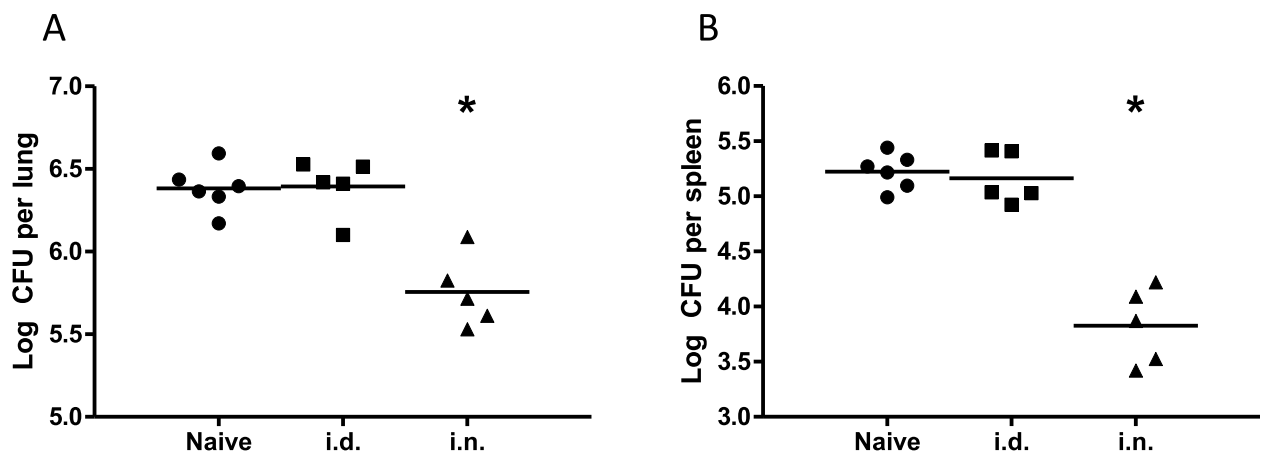 A
Log CFU per lung
7.0
6.5
6.0
5.5
5.0
*
Naive i.d. i.n.
B
Log CFU per spleen
6.0
5.5
5.0
4.5
4.0
3.5
3.0
*
Naive i.d. i.n.